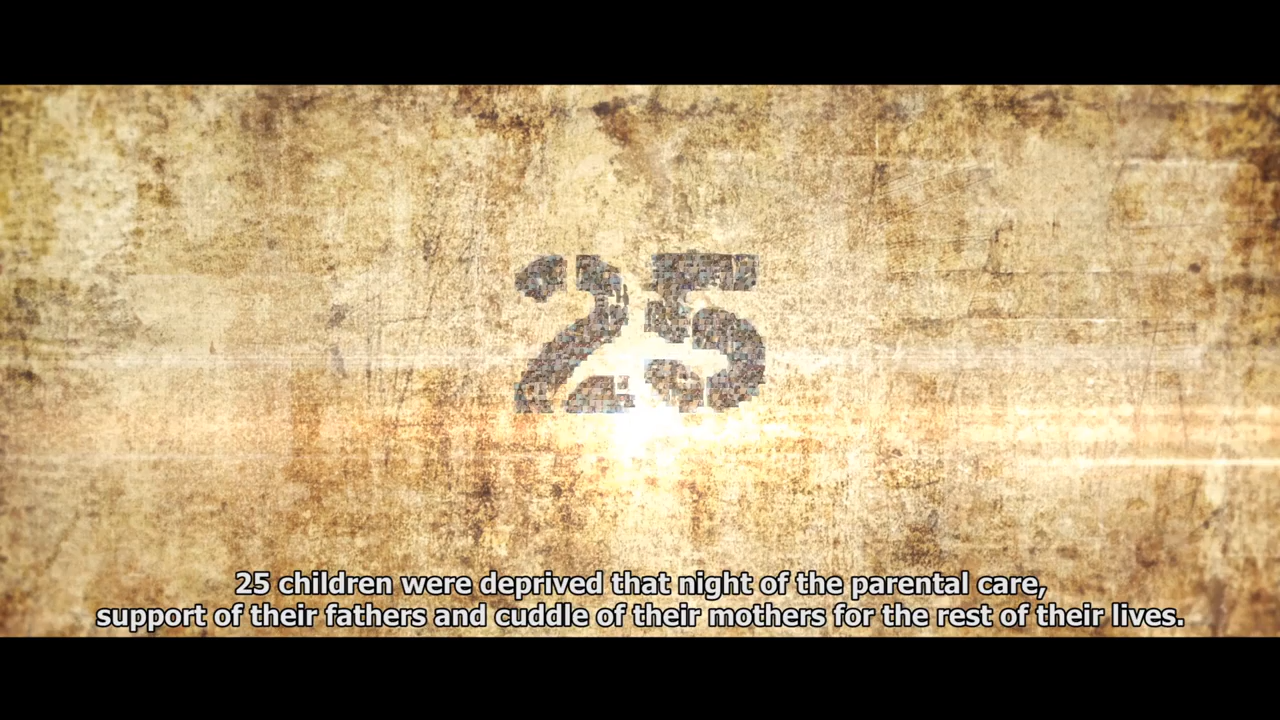 25
25 children were deprived that night of the parental care,
support of their fathers and cuddle of their mothers for the rest of their lives.